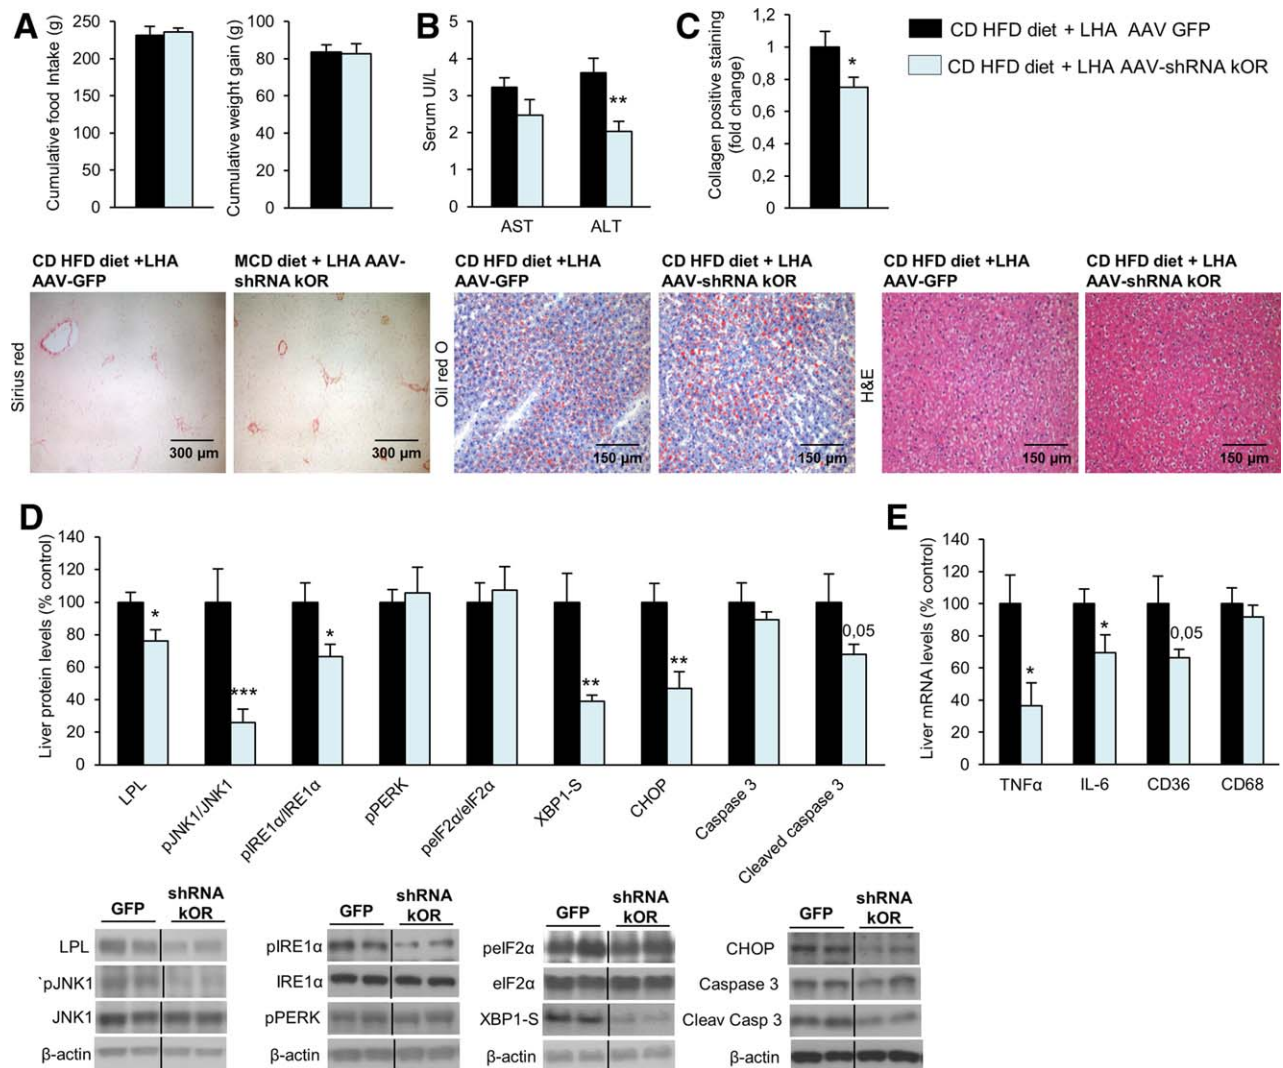 A
Cumulative food Intake (g)
300
250
200
150
100
50
0
Cumulative weight gain (g)
100
80
60
40
20
0
B
Serum UI/L
5
4
3
2
1
0
**
AST
ALT
C
Collagen positive staining
(fold change)
1,2
1
0,8
0,6
0,4
0,2
0
*
CD HFD diet + LHA AAV GFP
CD HFD diet + LHA AAV-shRNA kOR
CD HFD diet +LHA
AAV-GFP
MCD diet + LHA AAV-
shRNA kOR
CD HFD diet +LHA
AAV-GFP
CD HFD diet + LHA
AAV-shRNA kOR
CD HFD diet +LHA
AAV-GFP
CD HFD diet + LHA
AAV-shRNA kOR
Sirius red
300 µm
300 µm
Oil red O
150 µm
150 µm
H&E
150 µm
150 µm
D
Liver protein levels (% control)
140
120
100
80
60
40
20
0
*
***
*
**
**
0,05
LPL
pJNK1/JNK1
pIRE1α/IRE1α
pPERK
peIF2α/eIF2α
XBP1-S
CHOP
Caspase 3
Cleaved caspase 3
E
Liver mRNA levels (% control)
140
120
100
80
60
40
20
0
*
*
0,05
TNFα
IL-6
CD36
CD68
GFP
shRNA
kOR
LPL
`pJNK1
JNK1
β-actin
GFP
shRNA
kOR
pIRE1α
IRE1α
pPERK
β-actin
GFP
shRNA
kOR
peIF2α
eIF2α
XBP1-S
β-actin
GFP
shRNA
kOR
CHOP
Caspase 3
Cleav Casp 3
β-actin